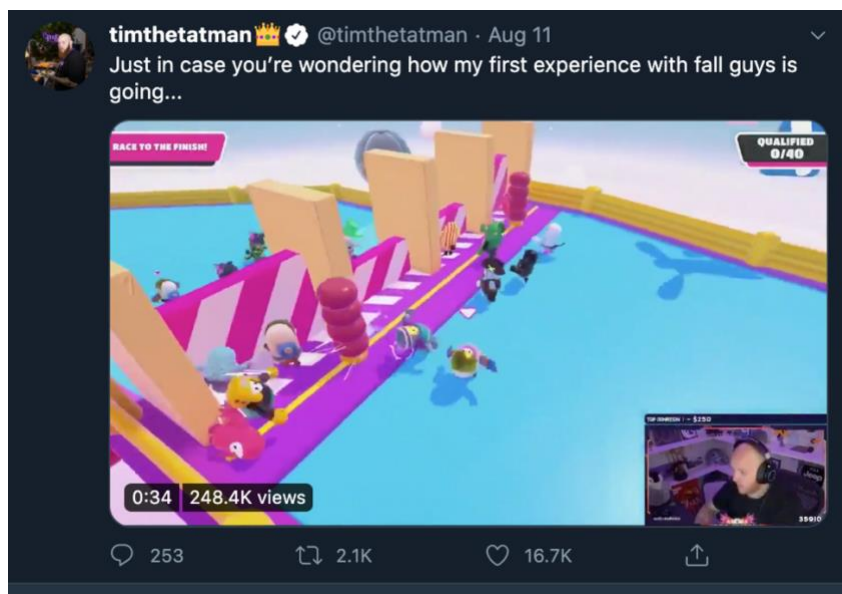 timthetatman @timthetatman · Aug 11
Just in case you're wondering how my first experience with fall guys is
going...
RACE TO THE FINISH!
QUALIFIED
0/40
$250
0:34 248.4K views
253 2.1K 16.7K